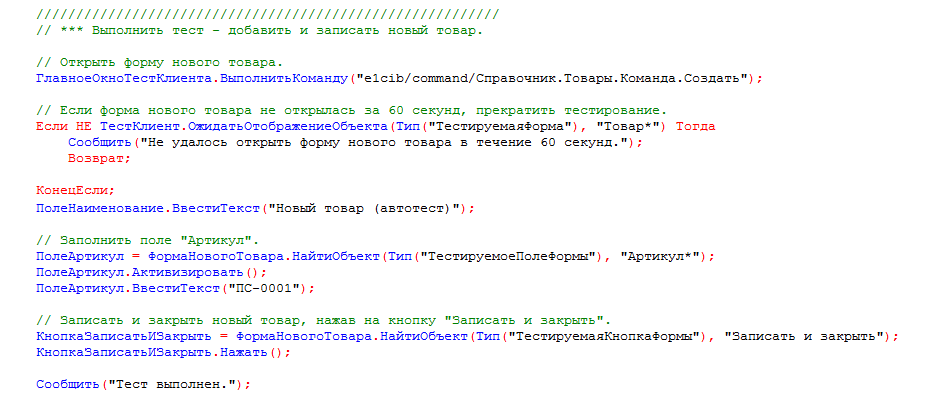 //////////////////////////////////////////////////////////
// *** Выполнить тест - добавить и записать новый товар.
// Открыть форму нового товара.
ГлавноеОкноТестКлиента.ВыполнитьКоманду("e1cib/command/Справочник.Товары.Команда.Создать");
// Если форма нового товара не открылась за 60 секунд, прекратить тестирование.
Если НЕ ТестКлиент.ОжидатьОтображениеОбъекта(Тип("ТестируемаяФорма"), "Товар*") Тогда
Сообщить("Не удалось открыть форму нового товара в течение 60 секунд.");
Возврат;
КонецЕсли;
ПолеНаименование.ВвестиТекст("Новый товар (автотест)");
// Заполнить поле "Артикул".
ПолеАртикул = ФормаНовогоТовара.НайтиОбъект(Тип("ТестируемоеПолеФормы"), "Артикул*");
ПолеАртикул.Активизировать();
ПолеАртикул.ВвестиТекст("ПС-0001");
// Записать и закрыть новый товар, нажав на кнопку "Записать и закрыть".
КнопкаЗаписатьИЗакрыть = ФормаНовогоТовара.НайтиОбъект(Тип("ТестируемаяКнопкаФормы"), "Записать и закрыть");
КнопкаЗаписатьИЗакрыть.Нажать();
Сообщить("Тест выполнен.");